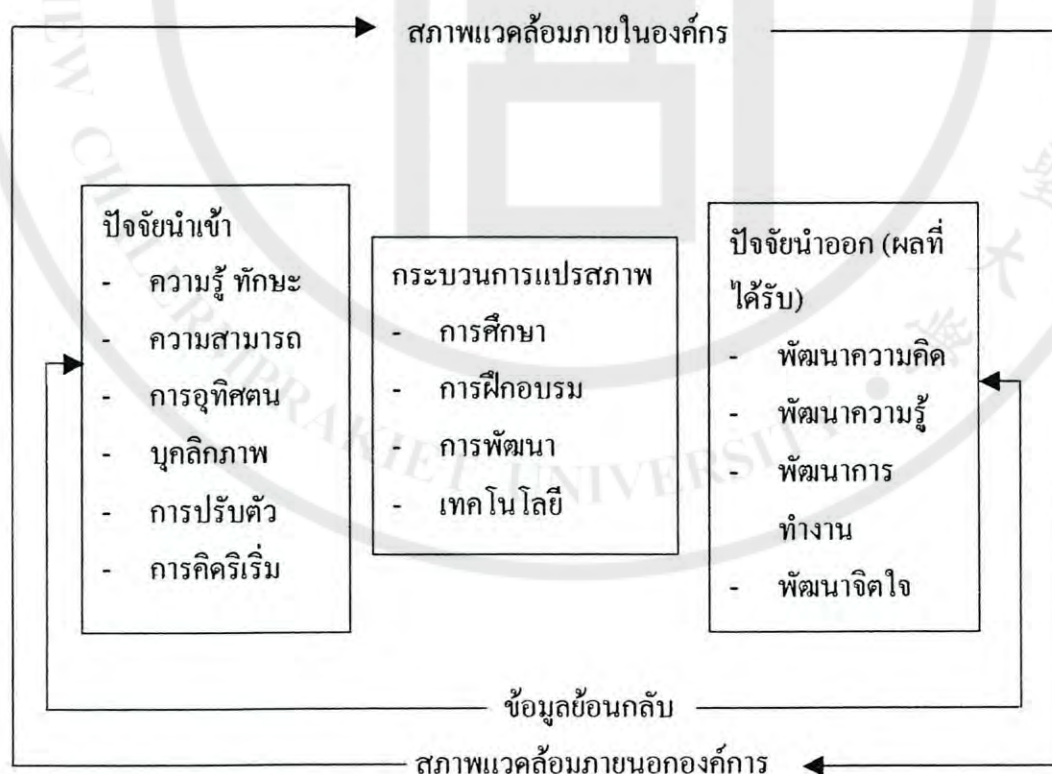 สภาพแวคล้อมภายในองค์กร
ปัจจัยนำเข้า
- ความรู้ ทักษะ
- ความสามารถ
- การอุทิศตน
- บุคลิกภาพ
- การปรับตัว
- การคิดริเริ่ม
กระบวนการแปรสภาพ
- การศึกษา
- การฝึกอบรม
- การพัฒนา
- เทคโนโลยี
ปัจจัยนำออก (ผลที่
ได้รับ)
- พัฒนาความคิด
- พัฒนาความรู้
- พัฒนาการ
ทำงาน
- พัฒนาจิตใจ
ข้อมูลย้อนกลับ
สภาพแวคล้อมภายนอกองค์การ
CHALERMPRAKIET UNIVERSITY
大
學